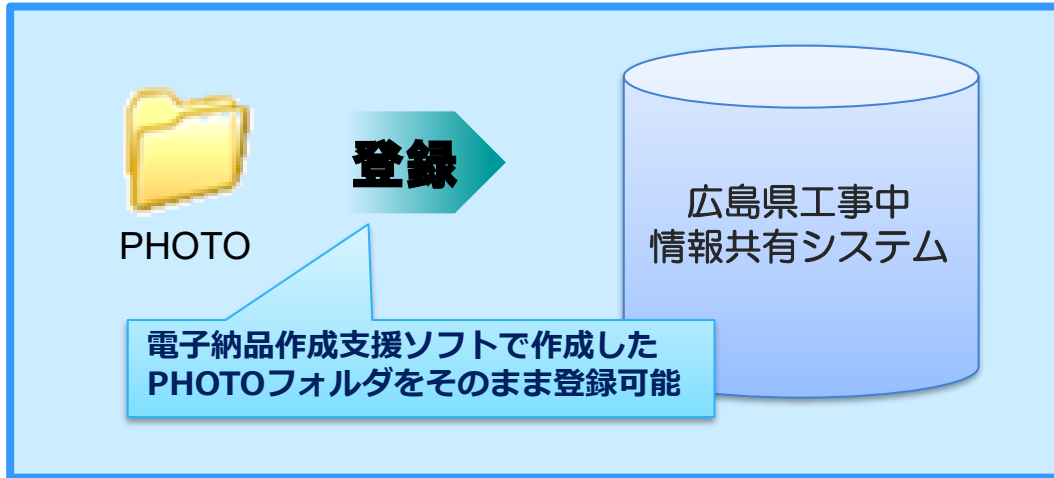 PHOTO
登録
広島県工事中
情報共有システム
電子納品作成支援ソフトで作成した
PHOTOフォルダをそのまま登録可能